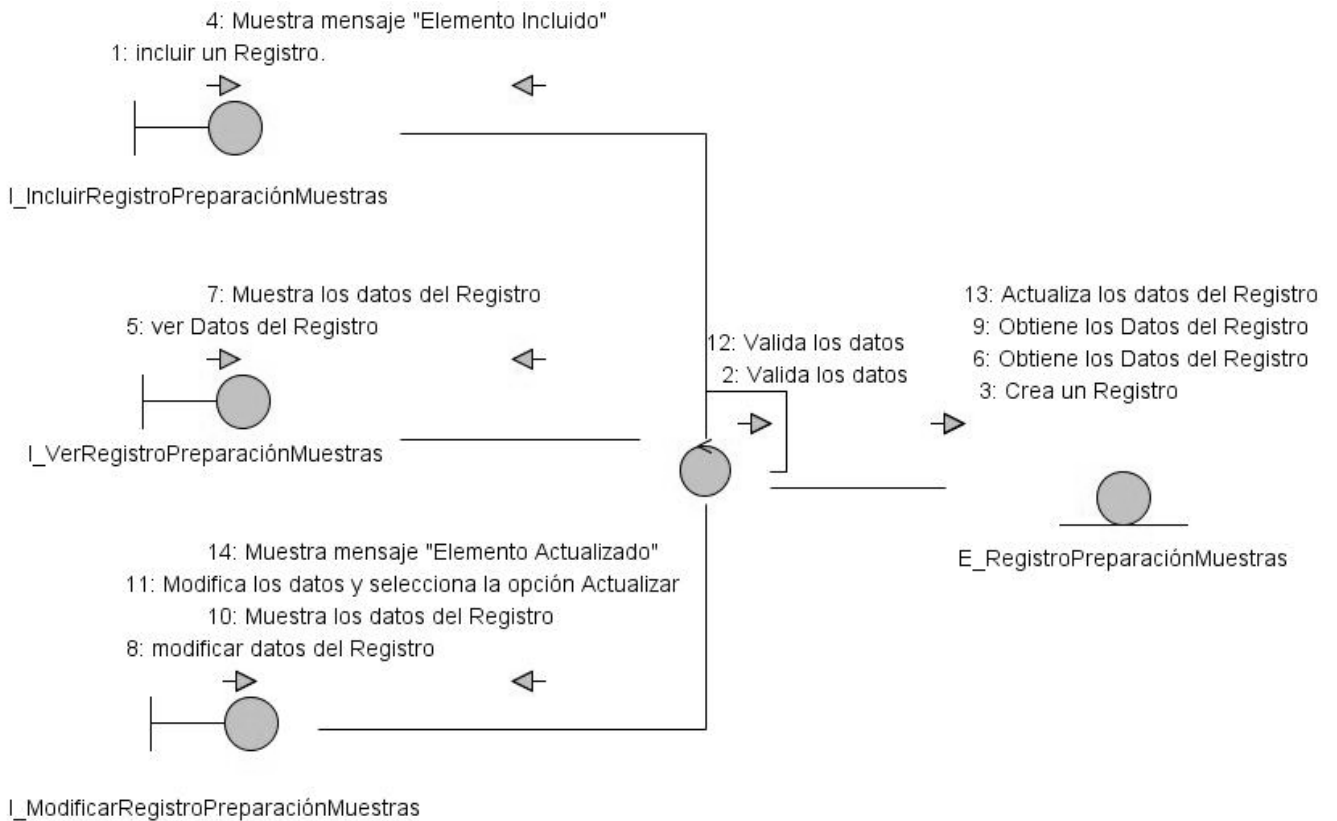 4: Muestra mensaje "Elemento Incluido"
1: incluir un Registro.
I_IncluirRegistroPreparaciónMuestras
7: Muestra los datos del Registro
5: ver Datos del Registro
I_VerRegistroPreparaciónMuestras
12: Valida los datos
2: Valida los datos
13: Actualiza los datos del Registro
9: Obtiene los Datos del Registro
6: Obtiene los Datos del Registro
3: Crea un Registro
E_RegistroPreparaciónMuestras
14: Muestra mensaje "Elemento Actualizado"
11: Modifica los datos y selecciona la opción Actualizar
10: Muestra los datos del Registro
8: modificar datos del Registro
I_ModificarRegistroPreparaciónMuestras